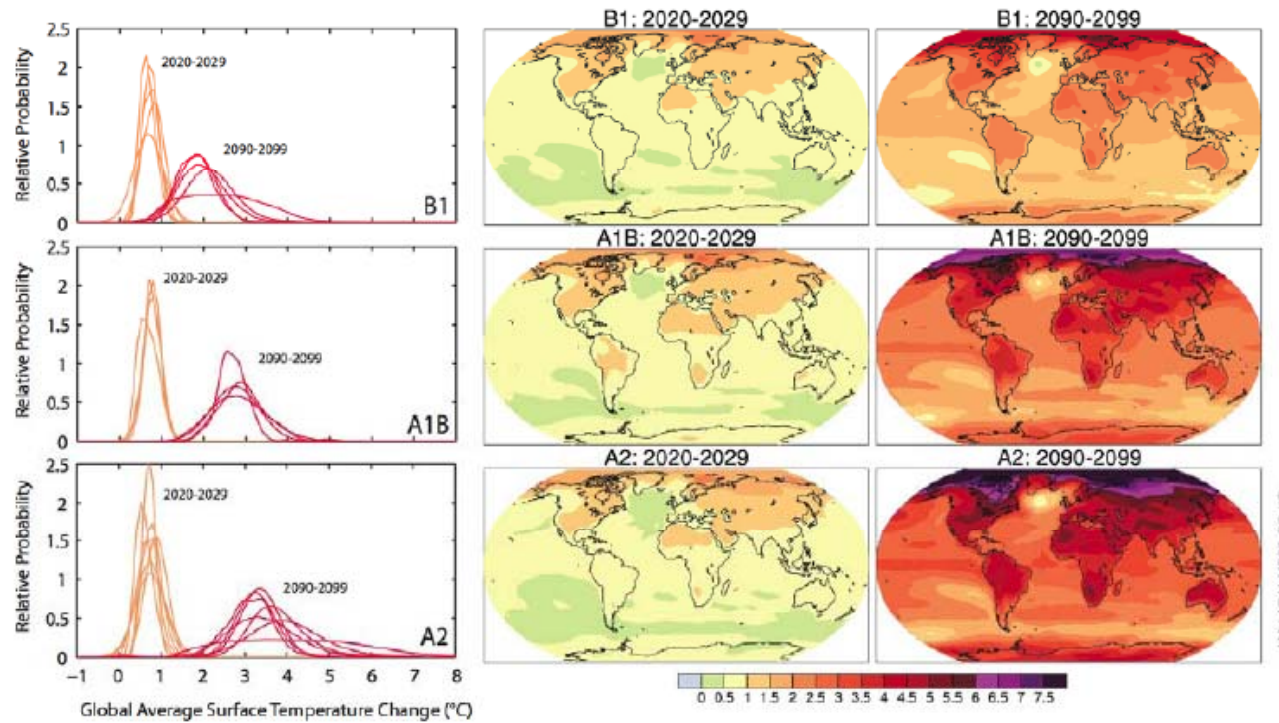 B1: 2020-2029
B1: 2090-2099
Relative Probability
2.5
2
1.5
1
0.5
0
2020-2029
2090-2099
B1
A1B: 2020-2029
A1B: 2090-2099
Relative Probability
2.5
2
1.5
1
0.5
0
2020-2029
2090-2099
A1B
A2: 2020-2029
A2: 2090-2099
Relative Probability
2.5
2
1.5
1
0.5
0
2020-2029
2090-2099
A2
-1 0 1 2 3 4 5 6 7 8
Global Average Surface Temperature Change (°C)
0 0.5 1 1.5 2 2.5 3 3.5 4 4.5 5 5.5 6 6.5 7 7.5